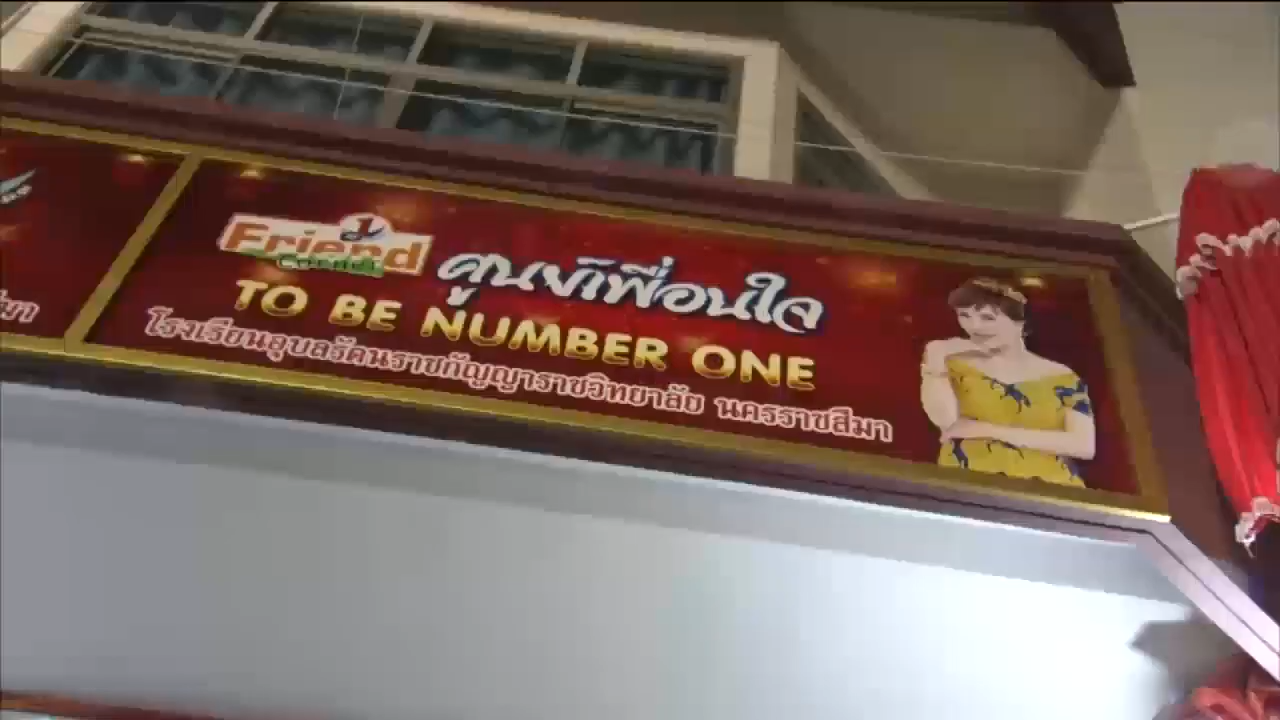 Friend
Corner
ศูนย์เพื่อนใจ
TO BE NUMBER ONE
โรงเรียนอุบลรัตนราชกัญญาราชวิทยาลัย นครราชสีมา